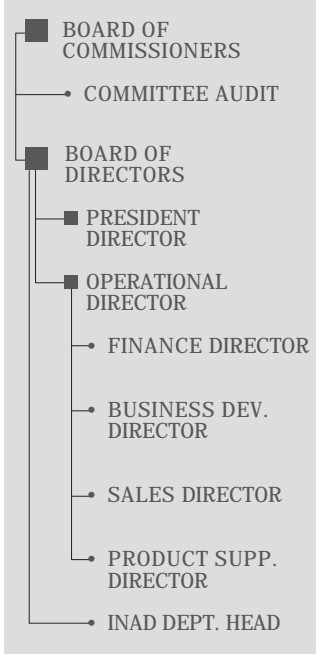 BOARD OF
COMMISSIONERS
COMMITTEE AUDIT
BOARD OF
DIRECTORS
PRESIDENT
DIRECTOR
OPERATIONAL
DIRECTOR
FINANCE DIRECTOR
BUSINESS DEV.
DIRECTOR
SALES DIRECTOR
PRODUCT SUPP.
DIRECTOR
INAD DEPT. HEAD